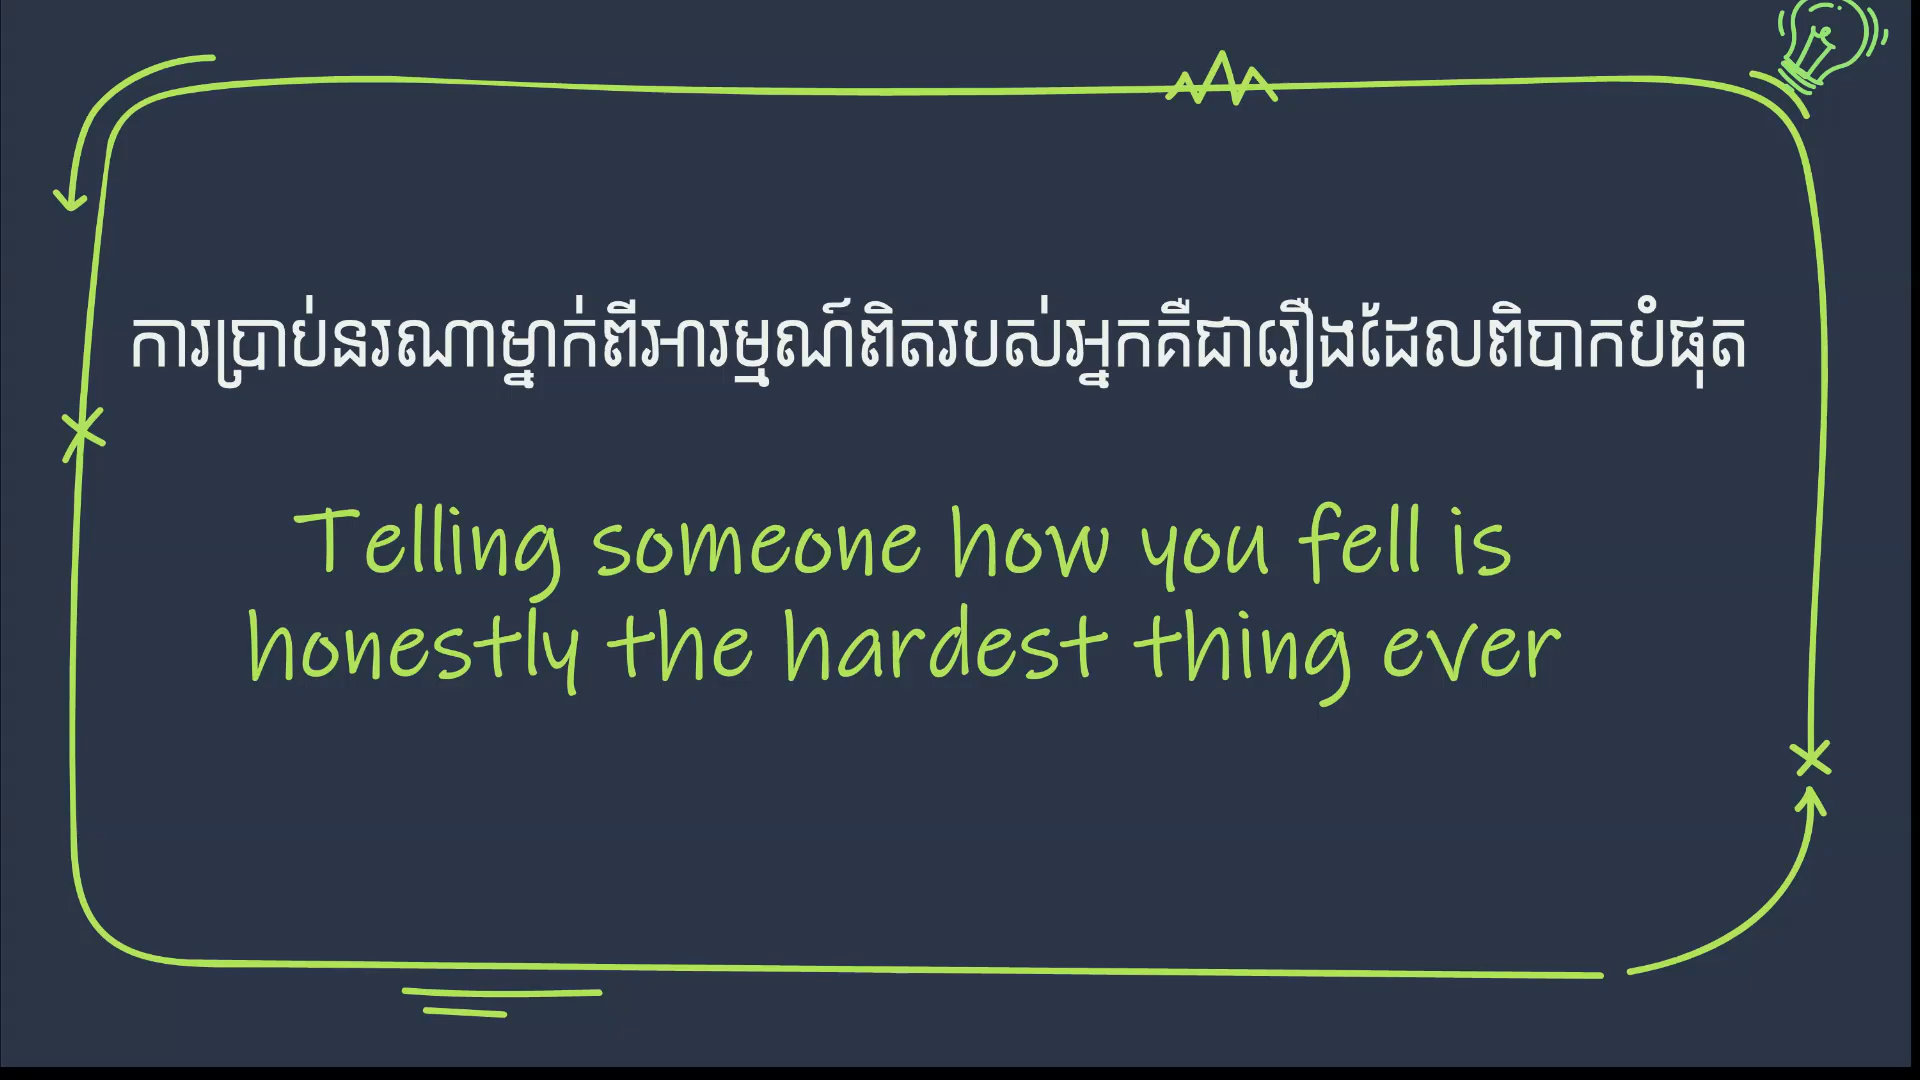 ការប្រាប់នរណាម្នាក់ពីអារម្មណ៍ពិតរបស់អ្នកគឺជារឿងដែលពិបាកបំផុត
Telling someone how you fell is
honestly the hardest thing ever